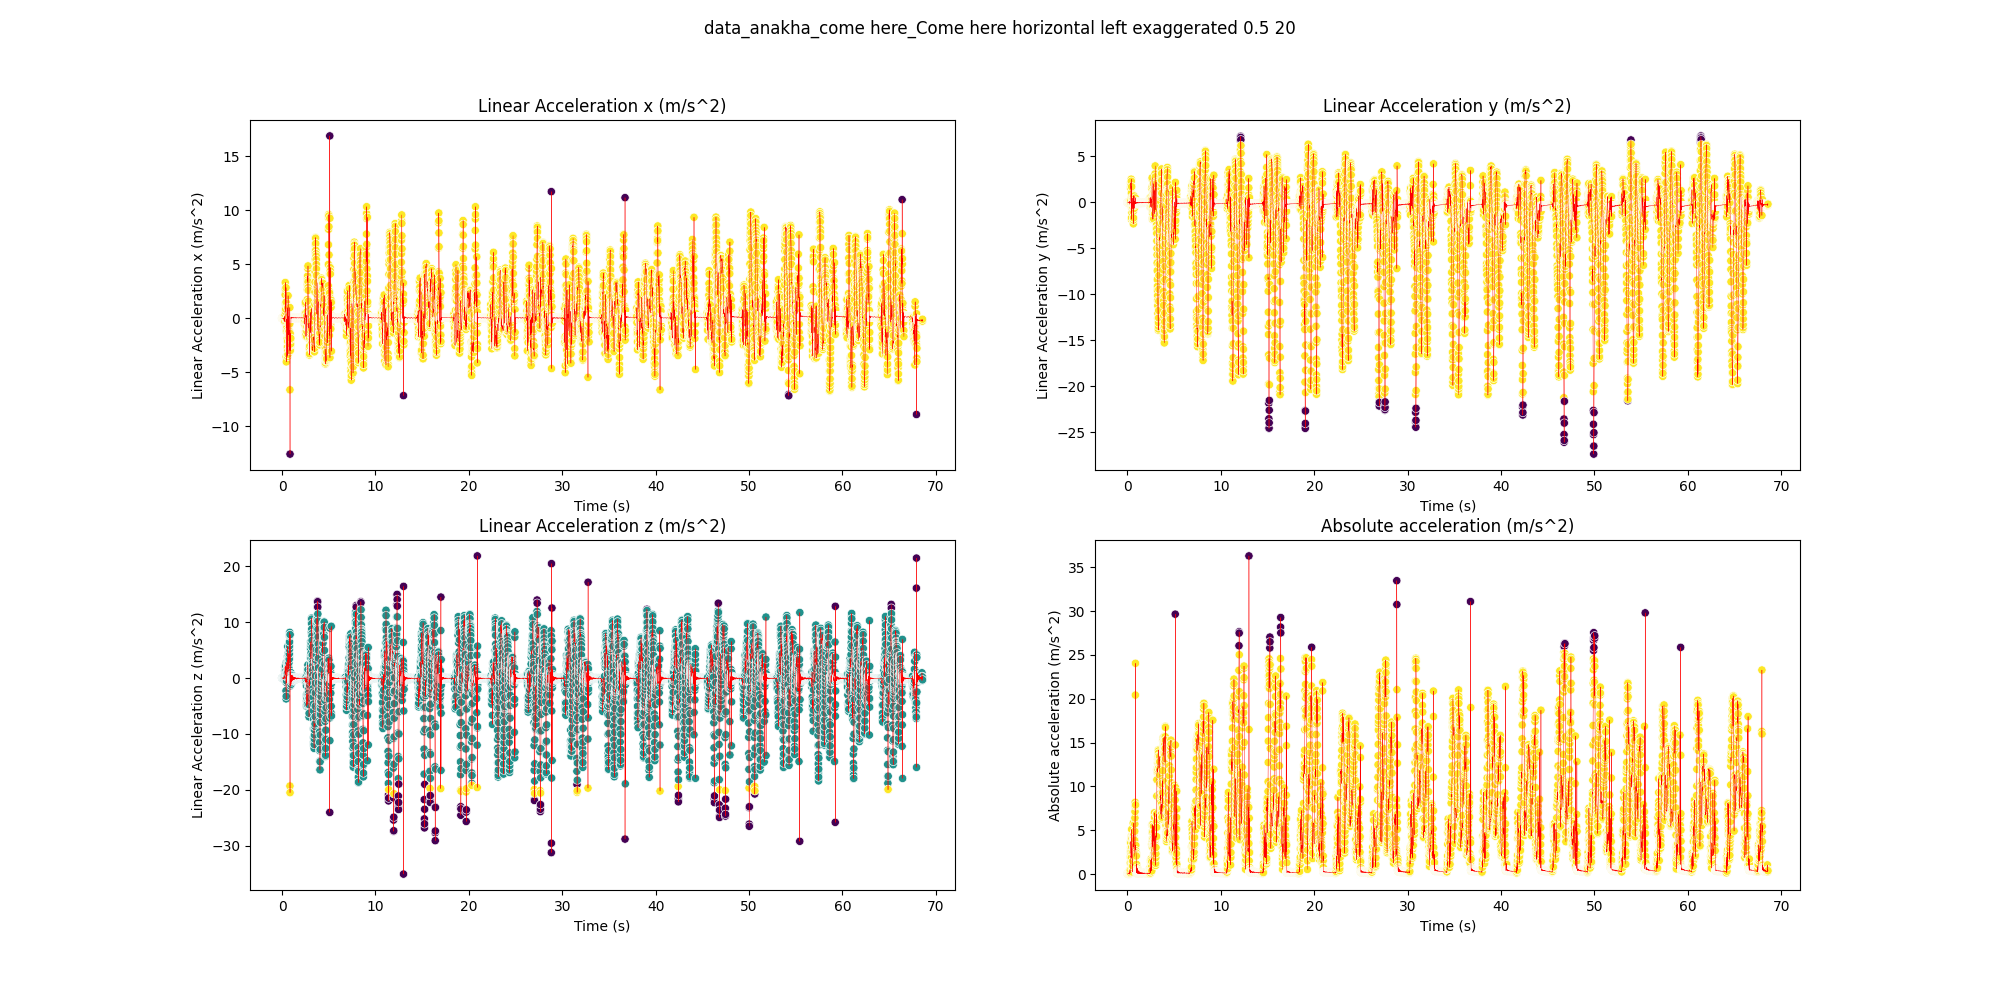 data_anakha_come here_Come here horizontal left exaggerated 0.5 20
Linear Acceleration x (m/s^2)
Linear Acceleration x (m/s^2)
15
10
5
0
−5
−10
0 10 20 30 40 50 60 70
Time (s)
Linear Acceleration y (m/s^2)
Linear Acceleration y (m/s^2)
5
0
−5
−10
−15
−20
−25
0 10 20 30 40 50 60 70
Time (s)
Linear Acceleration z (m/s^2)
Linear Acceleration z (m/s^2)
20
10
0
−10
−20
−30
0 10 20 30 40 50 60 70
Time (s)
Absolute acceleration (m/s^2)
Absolute acceleration (m/s^2)
35
30
25
20
15
10
5
0
0 10 20 30 40 50 60 70
Time (s)